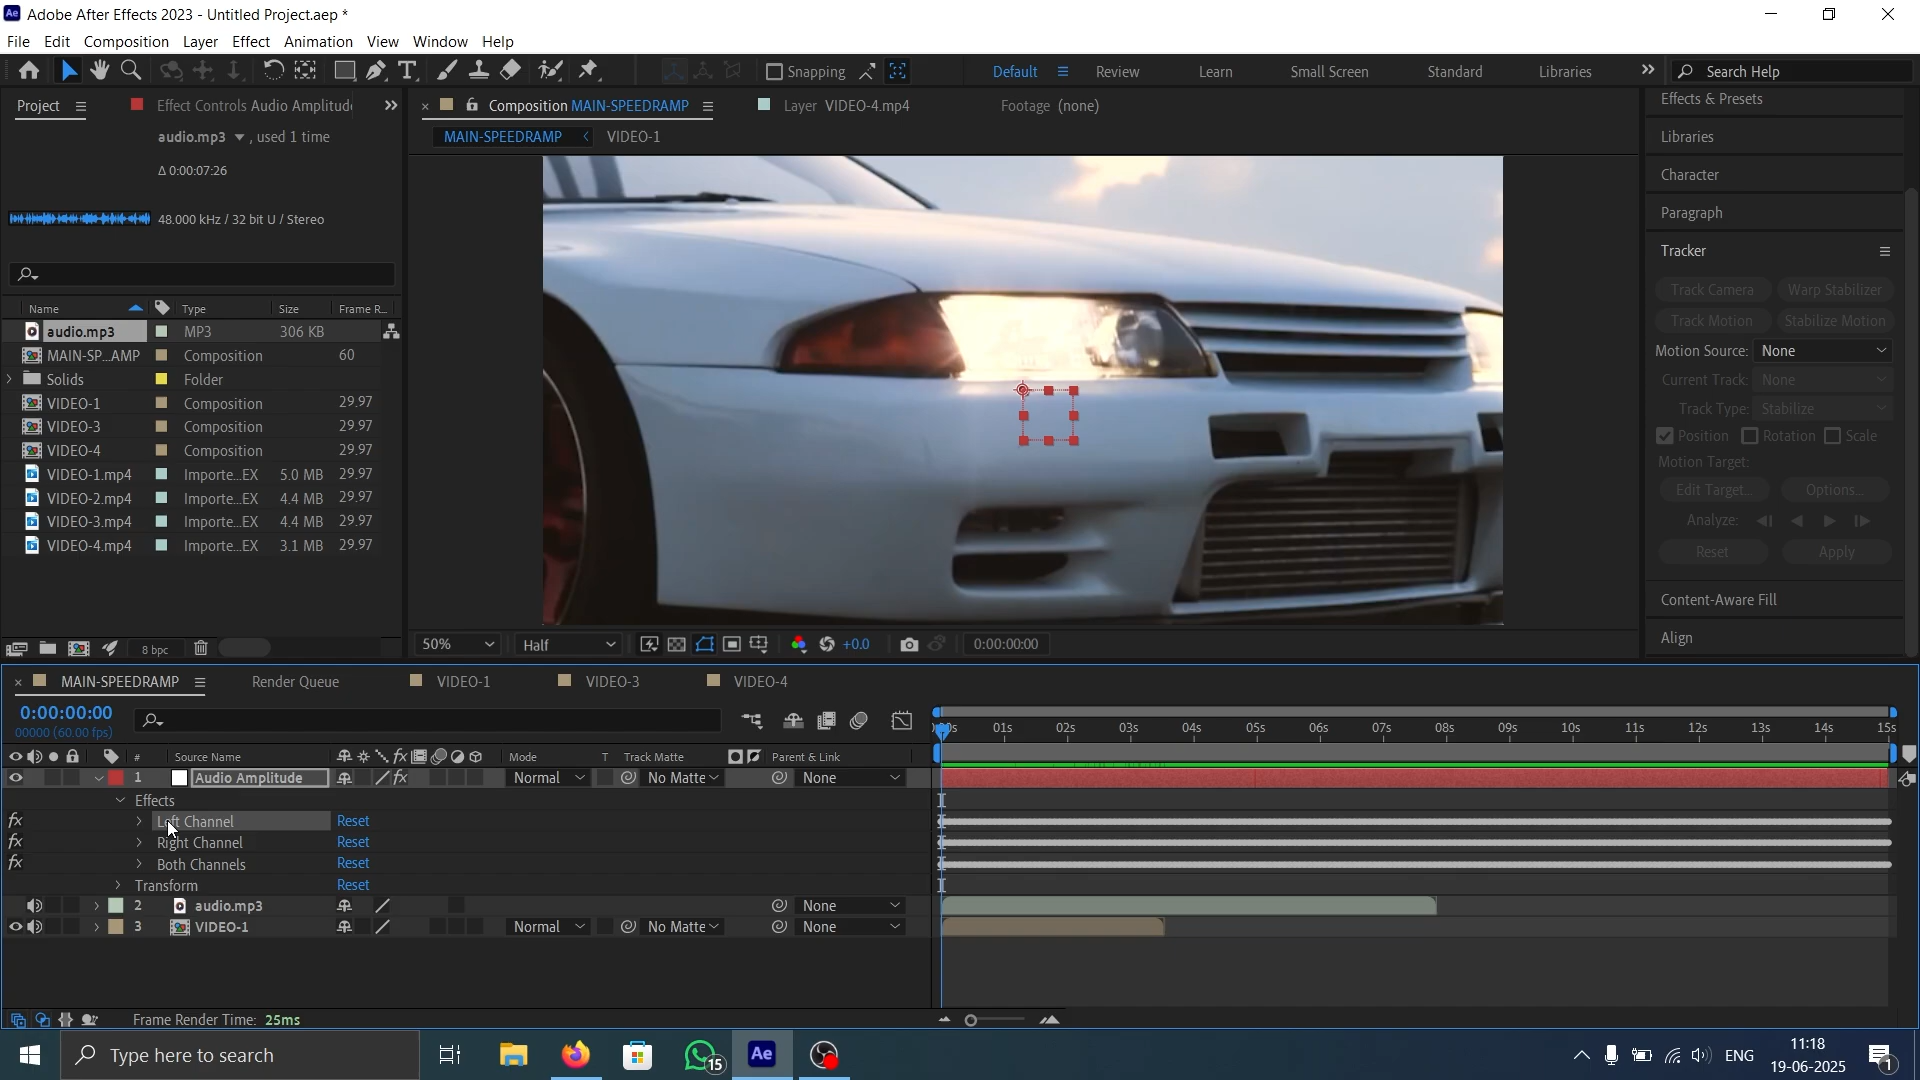 Adobe After Effects 2023 - Untitled Project.aep *
File Edit Composition Layer Effect Animation View Window Help
Snapping
Default Review Learn Small Screen Standard Libraries
Search Help
Project
Effect Controls Audio Amplitud
audio.mp3 , used 1 time
Δ 0:00:07:26
48.000 kHz / 32 bit U / Stereo
Name Type Size Frame R...
audio.mp3 MP3 306 KB
MAIN-SP...AMP Composition 60
Solids Folder
VIDEO-1 Composition 29.97
VIDEO-3 Composition 29.97
VIDEO-4 Composition 29.97
VIDEO-1.mp4 Importe...EX 5.0 MB 29.97
VIDEO-2.mp4 Importe...EX 4.4 MB 29.97
VIDEO-3.mp4 Importe...EX 4.4 MB 29.97
VIDEO-4.mp4 Importe...EX 3.1 MB 29.97
8 bpc
Composition MAIN-SPEEDRAMP
Layer VIDEO-4.mp4
Footage (none)
MAIN-SPEEDRAMP VIDEO-1
50% Half +0.0 0:00:00:00
Effects & Presets
Libraries
Character
Paragraph
Tracker
Track Camera Warp Stabilizer
Track Motion Stabilize Motion
Motion Source: None
Current Track: None
Track Type: Stabilize
Position Rotation Scale
Motion Target:
Edit Target... Options...
Analyze:
Reset Apply
Content-Aware Fill
Align
MAIN-SPEEDRAMP Render Queue VIDEO-1 VIDEO-3 VIDEO-4
0:00:00:00
00000 (60.00 fps)
01s 02s 03s 04s 05s 06s 07s 08s 09s 10s 11s 12s 13s 14s 15s
# Source Name Mode T Track Matte Parent & Link
1 Audio Amplitude Normal No Matte None
Effects
Left Channel Reset
Right Channel Reset
Both Channels Reset
Transform Reset
2 audio.mp3 None
3 VIDEO-1 Normal No Matte None
Frame Render Time: 25ms
Type here to search
15
Ae
ENG
11:18
19-06-2025
1